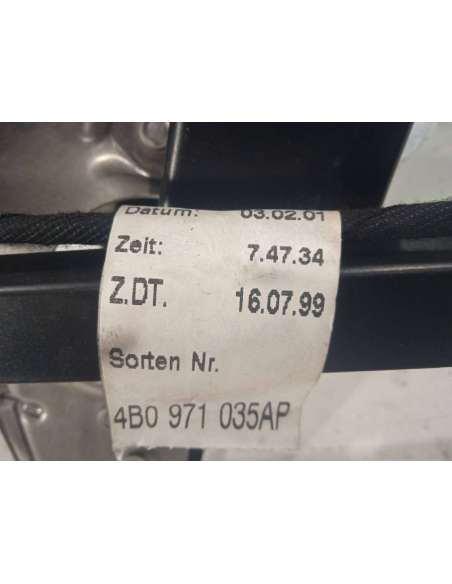 Datum: 03.02.01
Zeit: 7.47.34
Z.DT. 16.07.99
Sorten Nr.
4B0 971 035AP